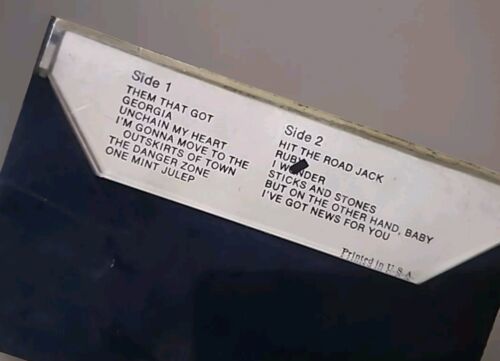 Side 1
THEM THAT GOT
GEORGIA
UNCHAIN MY HEART
I'M GONNA MOVE TO THE
OUTSKIRTS OF TOWN
THE DANGER ZONE
ONE MINT JULEP
Side 2
HIT THE ROAD JACK
RUBY
I WONDER
STICKS AND STONES
BUT ON THE OTHER HAND, BABY
I'VE GOT NEWS FOR YOU
Printed in U.S.A.